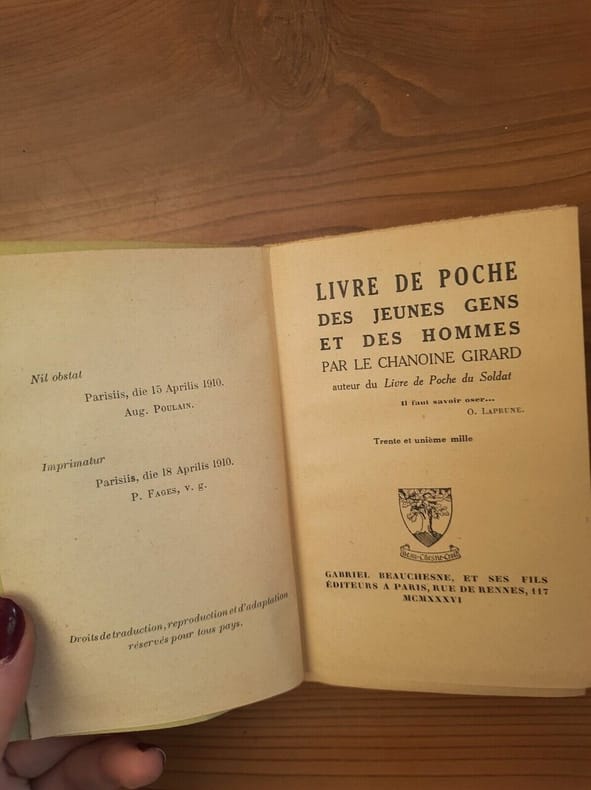 Nil obstat
Parisiis, die 15 Aprilis 1910.
Aug. POULAIN.
Imprimatur
Parisiis, die 18 Aprilis 1910.
P. FAGES, v. g.
Droits de traduction, reproduction et d'adaptation
réservés pour tous pays.
LIVRE DE POCHE
DES JEUNES GENS
ET DES HOMMES
PAR LE CHANOINE GIRARD
auteur du Livre de Poche du Soldat
Il faut savoir oser...
O. LAPRUNE.
Trente et unième mille
Beau-Chesne-Croît
GABRIEL BEAUCHESNE, ET SES FILS
ÉDITEURS A PARIS, RUE DE RENNES, 117
MCMXXXVI